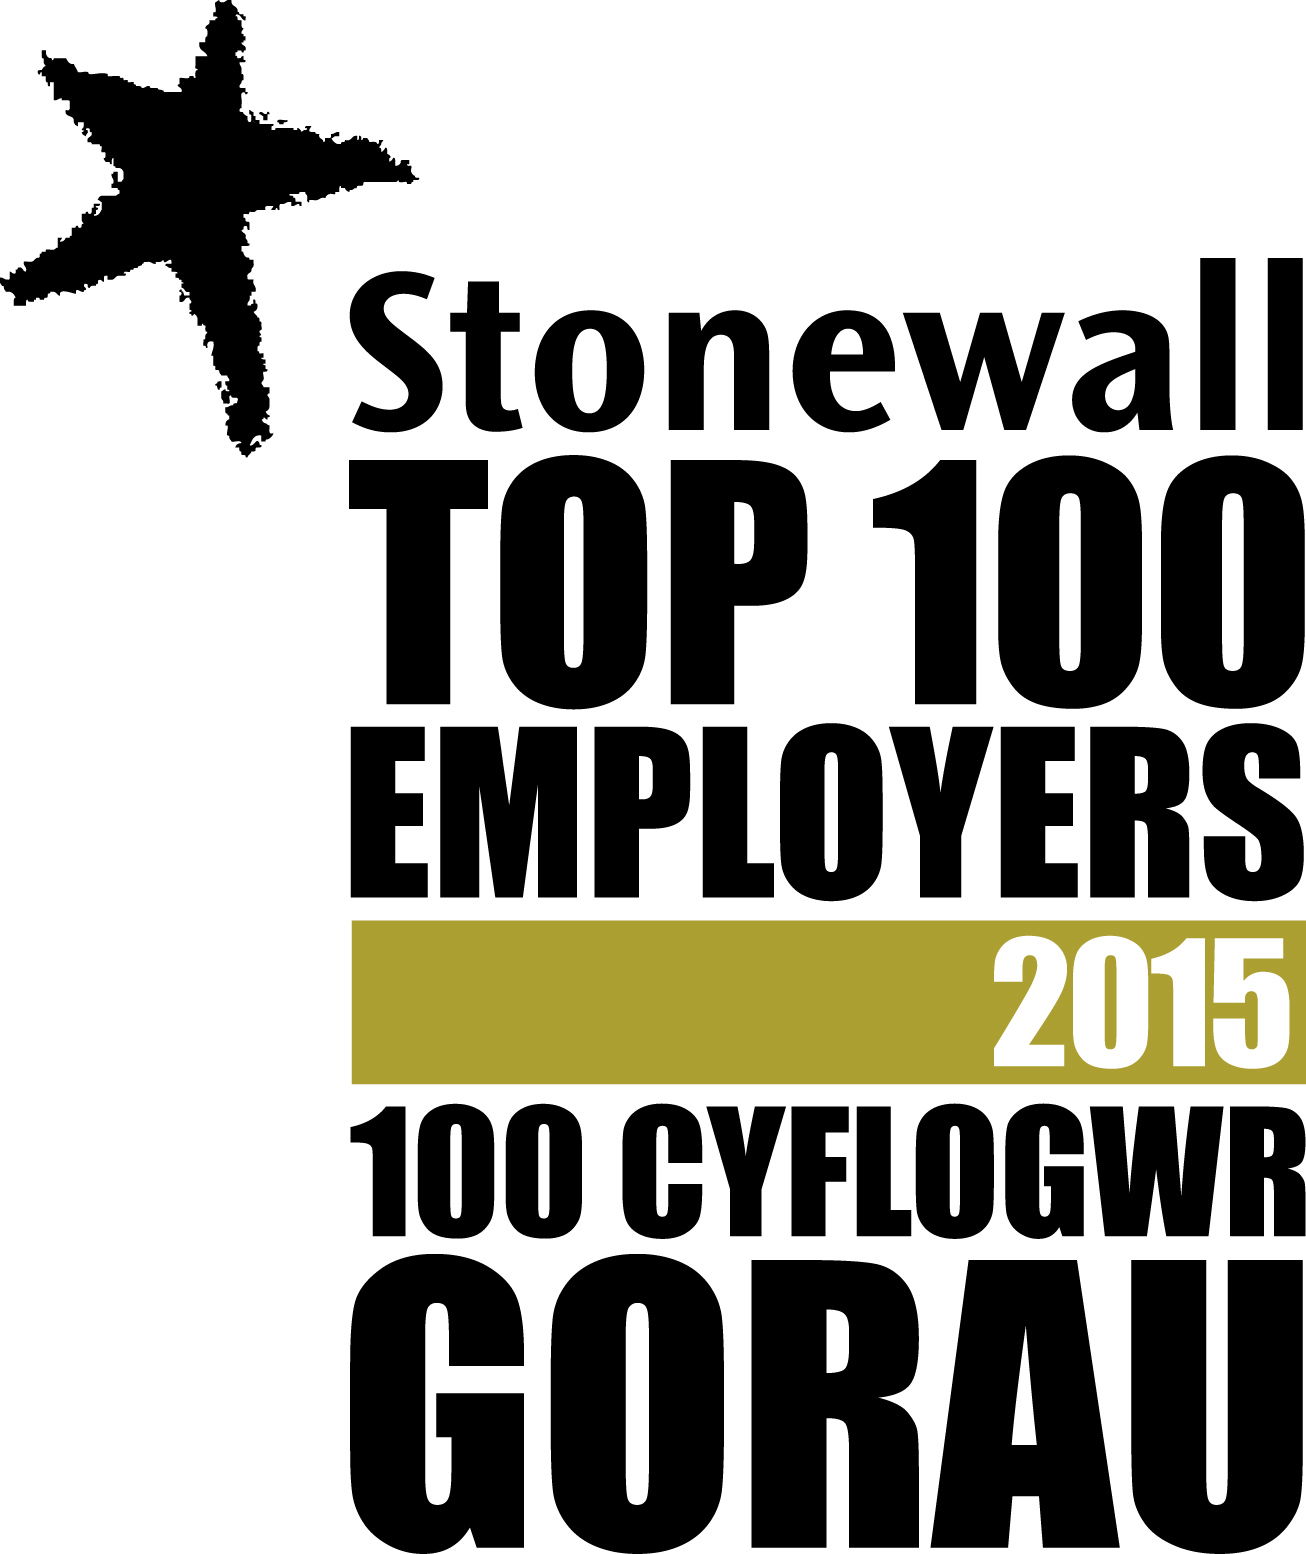 Stonewall
TOP 100
EMPLOYERS
2015
100 CYFLOGWR
GORAU